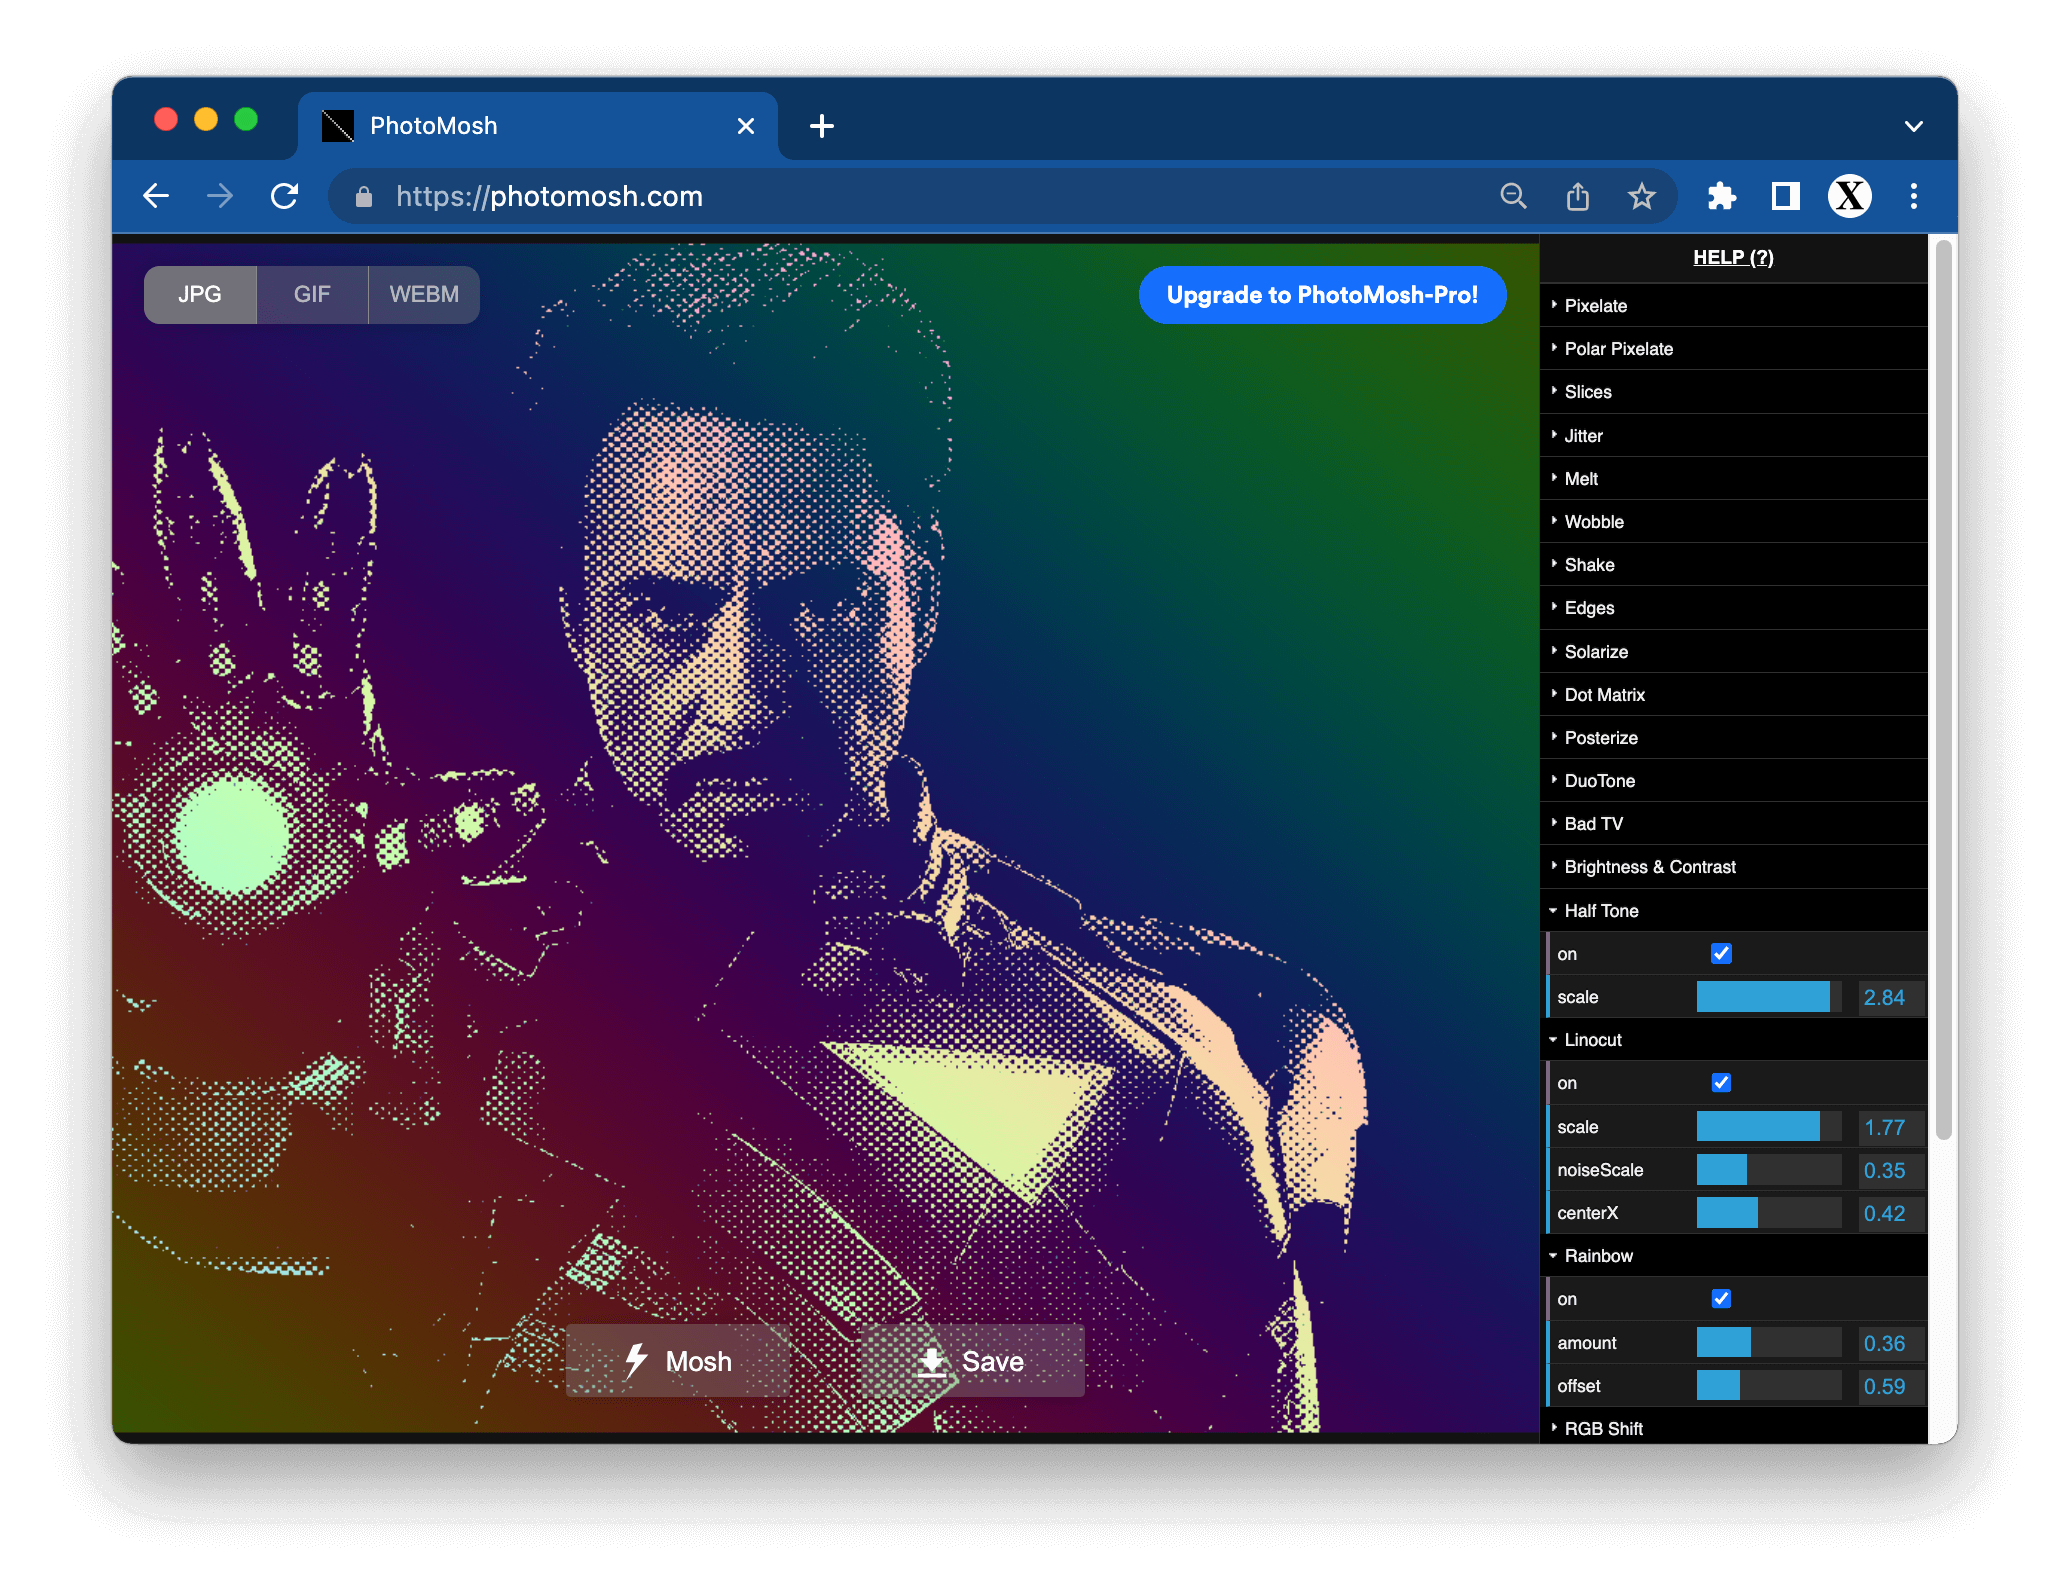 PhotoMosh
https://photomosh.com
JPG GIF WEBM
Upgrade to PhotoMosh-Pro!
HELP (?)
Pixelate
Polar Pixelate
Slices
Jitter
Melt
Wobble
Shake
Edges
Solarize
Dot Matrix
Posterize
DuoTone
Bad TV
Brightness & Contrast
Half Tone
on
scale 2.84
Linocut
on
scale 1.77
noiseScale 0.35
centerX 0.42
Rainbow
on
amount 0.36
offset 0.59
RGB Shift
Mosh
Save
X